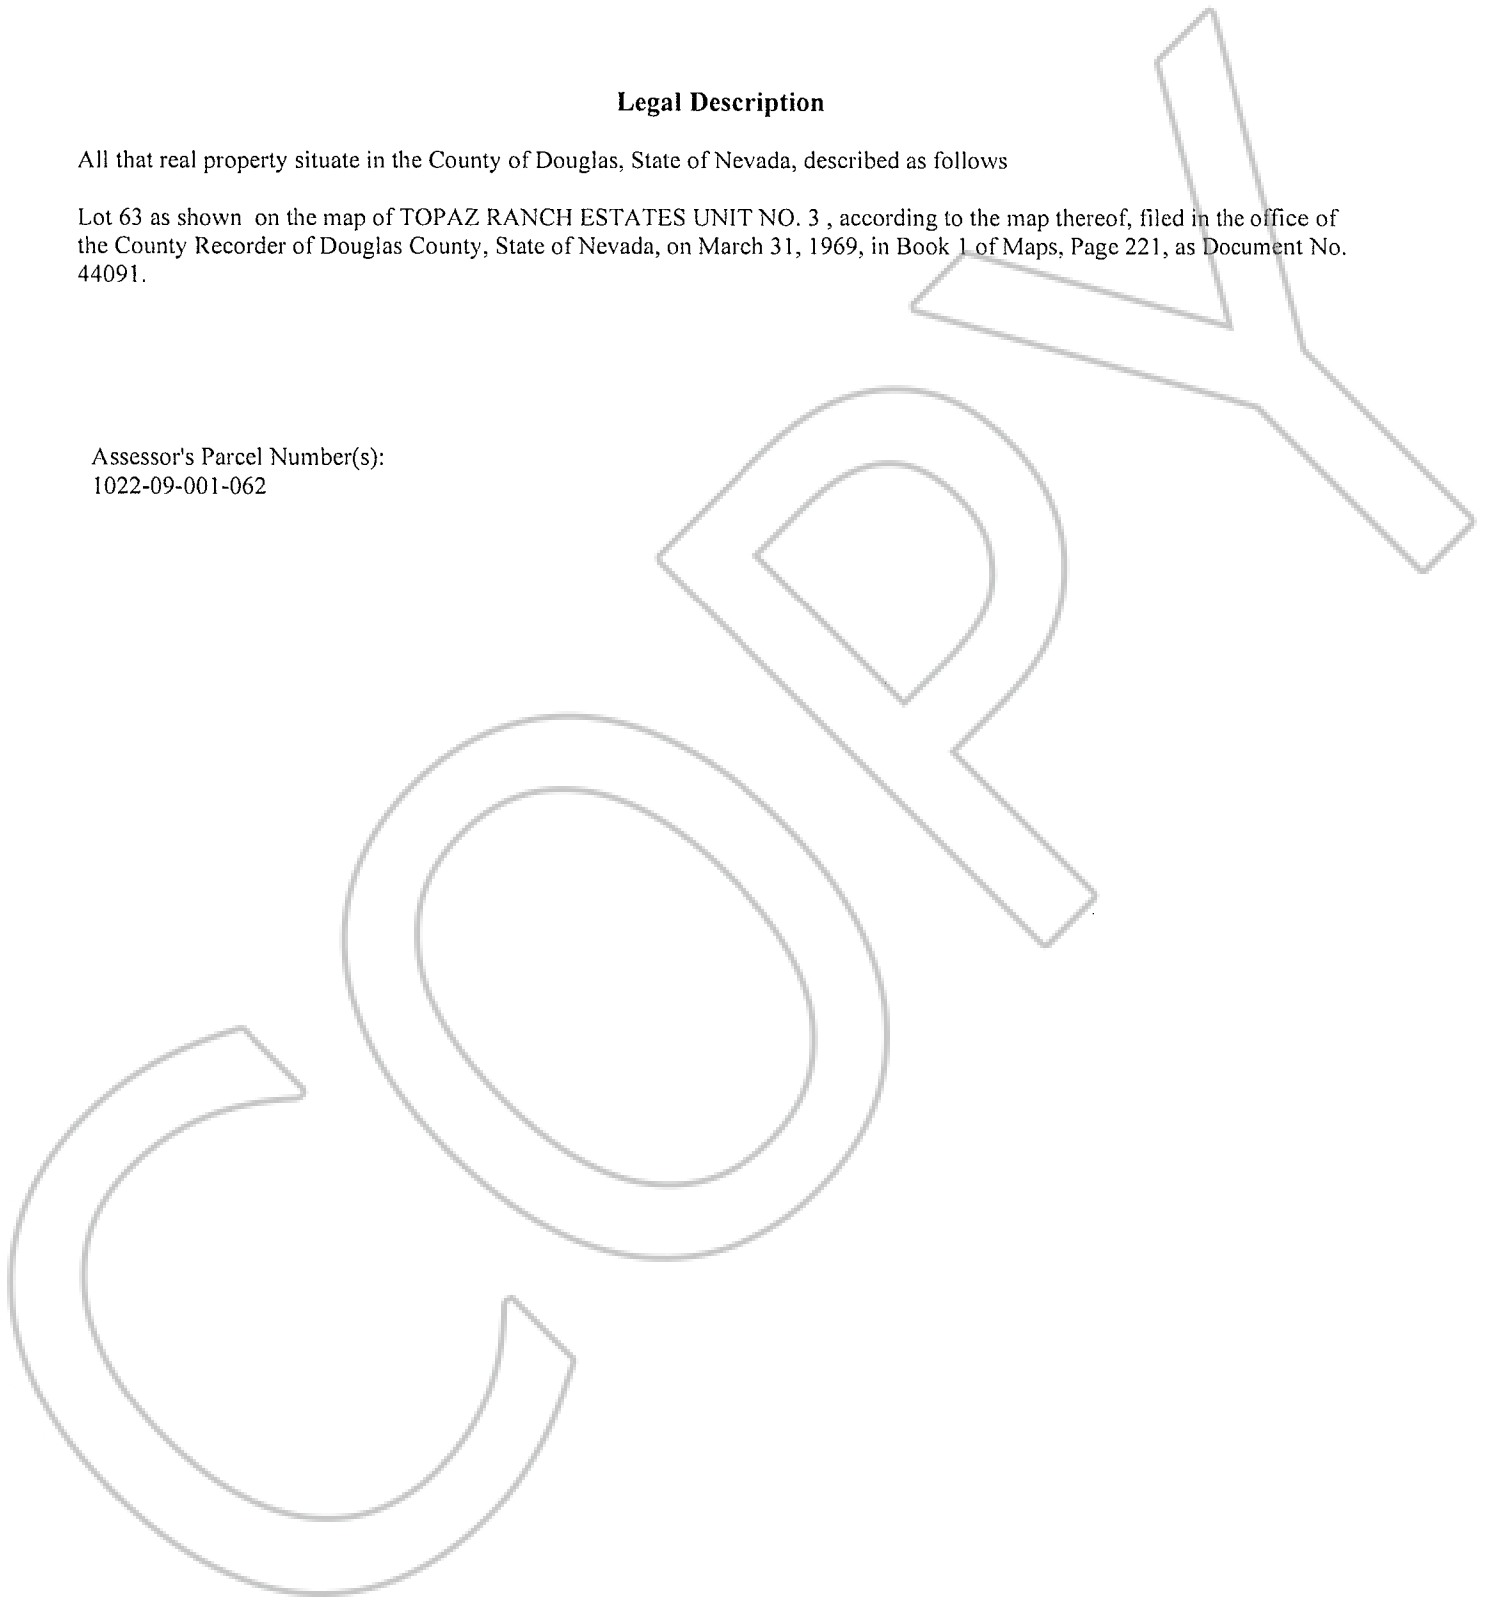 Legal Description
All that real property situate in the County of Douglas, State of Nevada, described as follows
Lot 63 as shown on the map of TOPAZ RANCH ESTATES UNIT NO. 3 , according to the map thereof, filed in the office of
the County Recorder of Douglas County, State of Nevada, on March 31, 1969, in Book 1 of Maps, Page 221, as Document No.
44091.
Assessor's Parcel Number(s):
1022-09-001-062
COPY